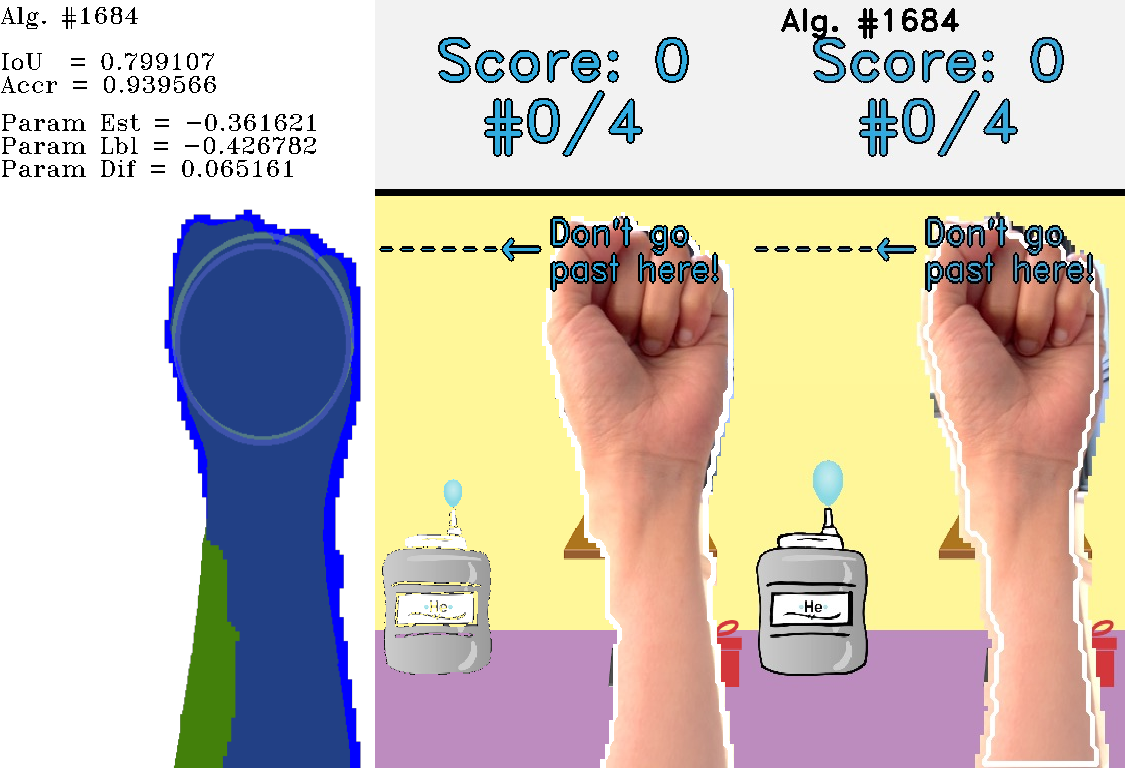 Alg. #1684
IoU = 0.799107
Accr = 0.939566
Param Est = −0.361621
Param Lbl = −0.426782
Param Dif = 0.065161
Score: 0
#0/4
Don't go
past here!
He
Alg. #1684
Score: 0
#0/4
Don't go
past here!
He